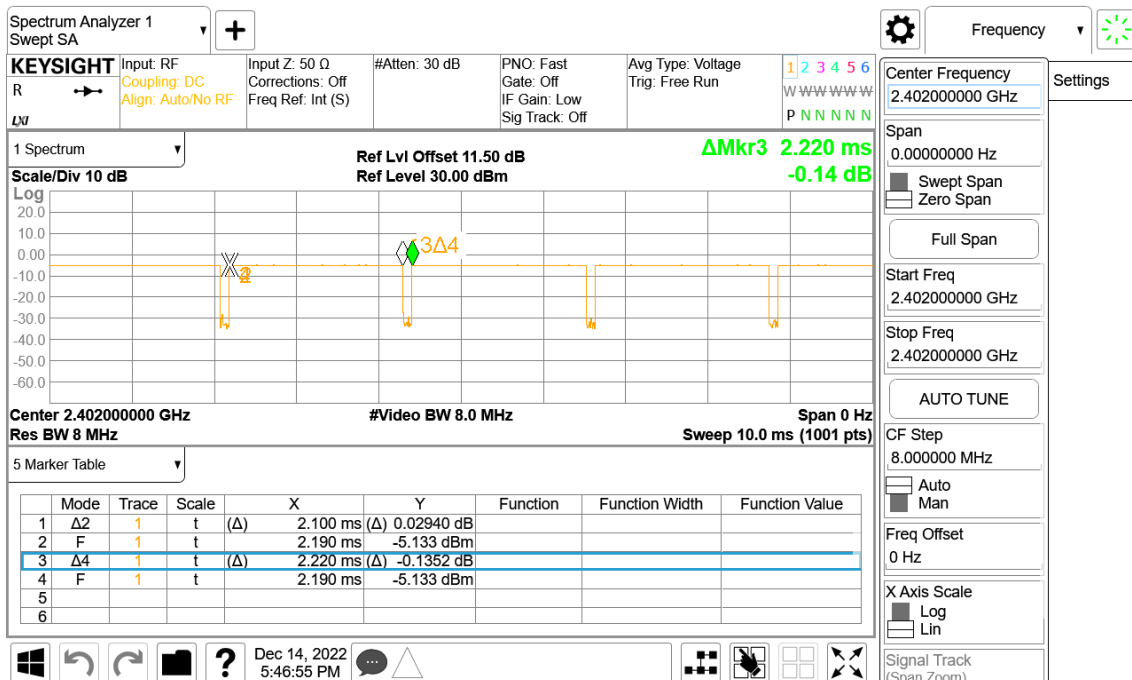 Spectrum Analyzer 1
Swept SA
Frequency
KEYSIGHT
R
LXI
Input: RF
Coupling: DC
Align: Auto/No RF
Input Z: 50 Ω
Corrections: Off
Freq Ref: Int (S)
#Atten: 30 dB
PNO: Fast
Gate: Off
IF Gain: Low
Sig Track: Off
Avg Type: Voltage
Trig: Free Run
1 2 3 4 5 6
W W W W W W
P N N N N N
1 Spectrum
Scale/Div 10 dB
Ref Lvl Offset 11.50 dB
Ref Level 30.00 dBm
ΔMkr3 2.220 ms
-0.14 dB
Log
20.0
10.0
0.00
-10.0
-20.0
-30.0
-40.0
-50.0
-60.0
3Δ4
Center 2.402000000 GHz
#Video BW 8.0 MHz
Span 0 Hz
Res BW 8 MHz
Sweep 10.0 ms (1001 pts)
5 Marker Table
Mode Trace Scale X Y Function Function Width Function Value
1 Δ2 1 t (Δ) 2.100 ms (Δ) 0.02940 dB
2 F 1 t 2.190 ms -5.133 dBm
3 Δ4 1 t (Δ) 2.220 ms (Δ) -0.1352 dB
4 F 1 t 2.190 ms -5.133 dBm
5
6
Dec 14, 2022
5:46:55 PM
Center Frequency
2.402000000 GHz
Span
0.00000000 Hz
Swept Span
Zero Span
Full Span
Start Freq
2.402000000 GHz
Stop Freq
2.402000000 GHz
AUTO TUNE
CF Step
8.000000 MHz
Auto
Man
Freq Offset
0 Hz
X Axis Scale
Log
Lin
Signal Track
(Span Zoom)
Settings